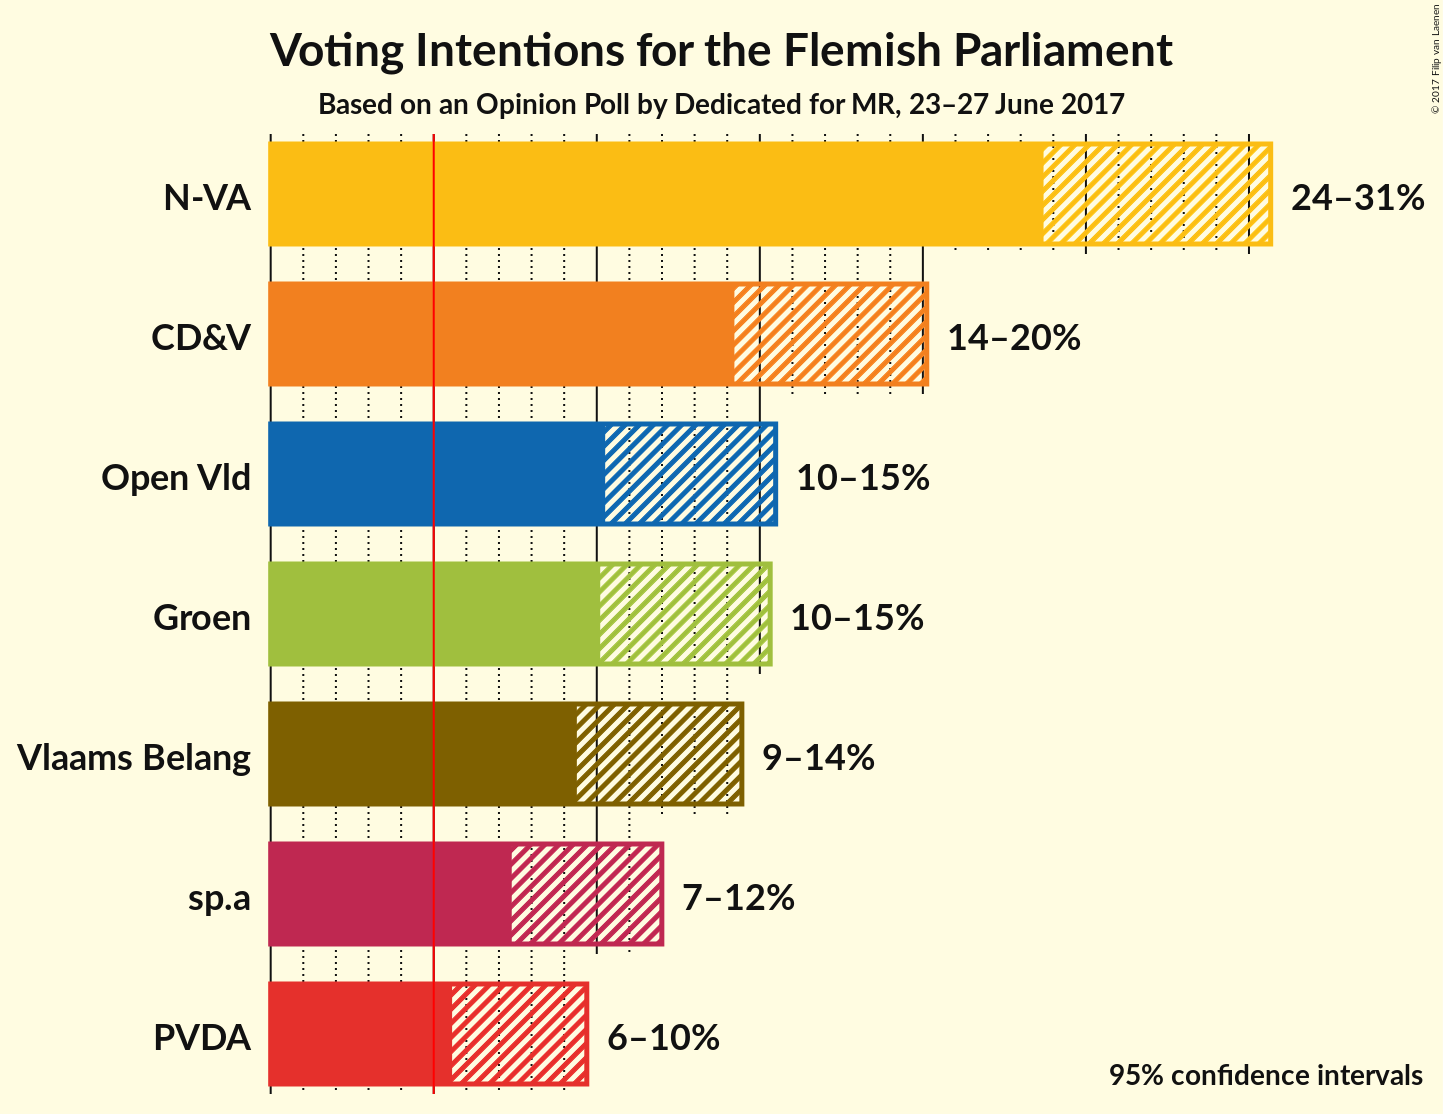 Voting Intentions for the Flemish Parliament
Based on an Opinion Poll by Dedicated for MR, 23–27 June 2017
© 2017 Filip van Laenen
N-VA 24–31%
CD&V 14–20%
Open Vld 10–15%
Groen 10–15%
Vlaams Belang 9–14%
sp.a 7–12%
PVDA 6–10%
95% confidence intervals